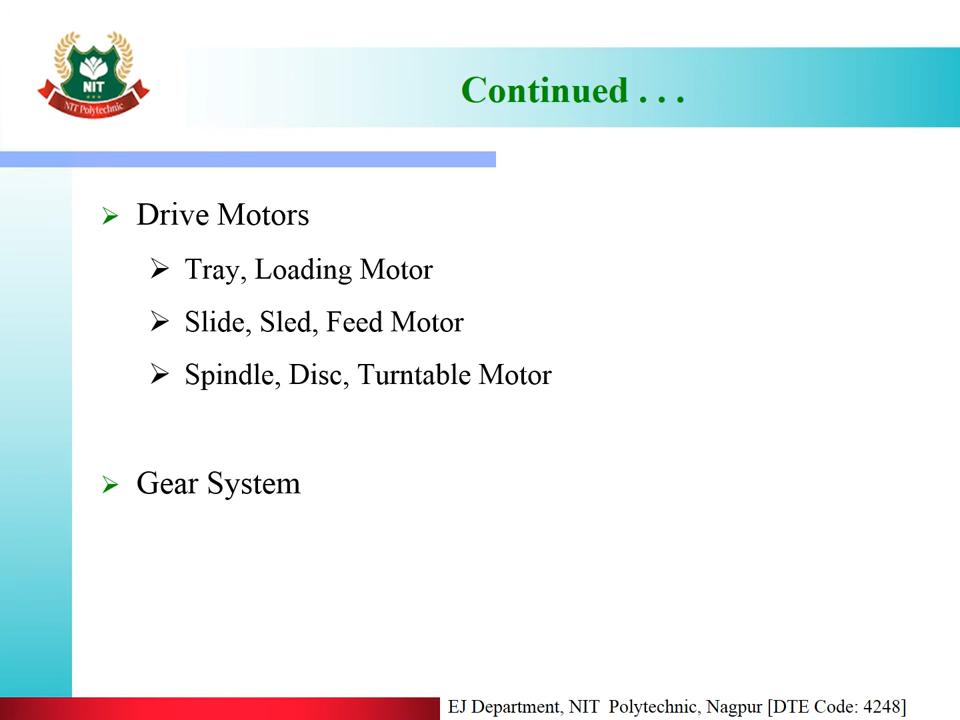 NIT
NIT Polytechnic
Continued . . .
Drive Motors
Tray, Loading Motor
Slide, Sled, Feed Motor
Spindle, Disc, Turntable Motor
Gear System
EJ Department, NIT Polytechnic, Nagpur [DTE Code: 4248]